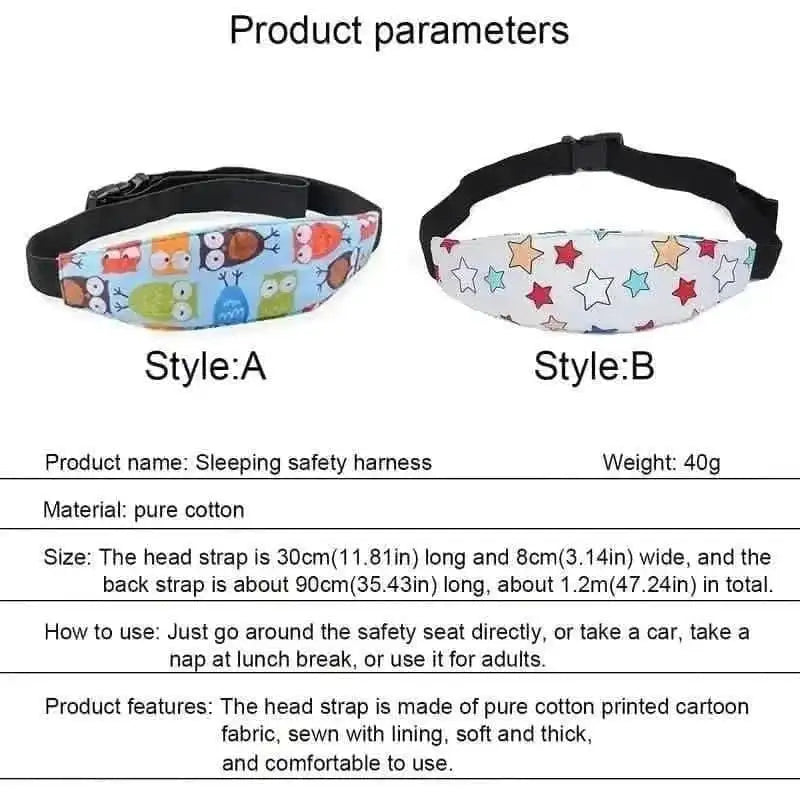 Product parameters
Style:A
Style:B
Product name: Sleeping safety harness
Weight: 40g
Material: pure cotton
Size: The head strap is 30cm(11.81in) long and 8cm(3.14in) wide, and the
back strap is about 90cm(35.43in) long, about 1.2m(47.24in) in total.
How to use: Just go around the safety seat directly, or take a car, take a
nap at lunch break, or use it for adults.
Product features: The head strap is made of pure cotton printed cartoon
fabric, sewn with lining, soft and thick,
and comfortable to use.